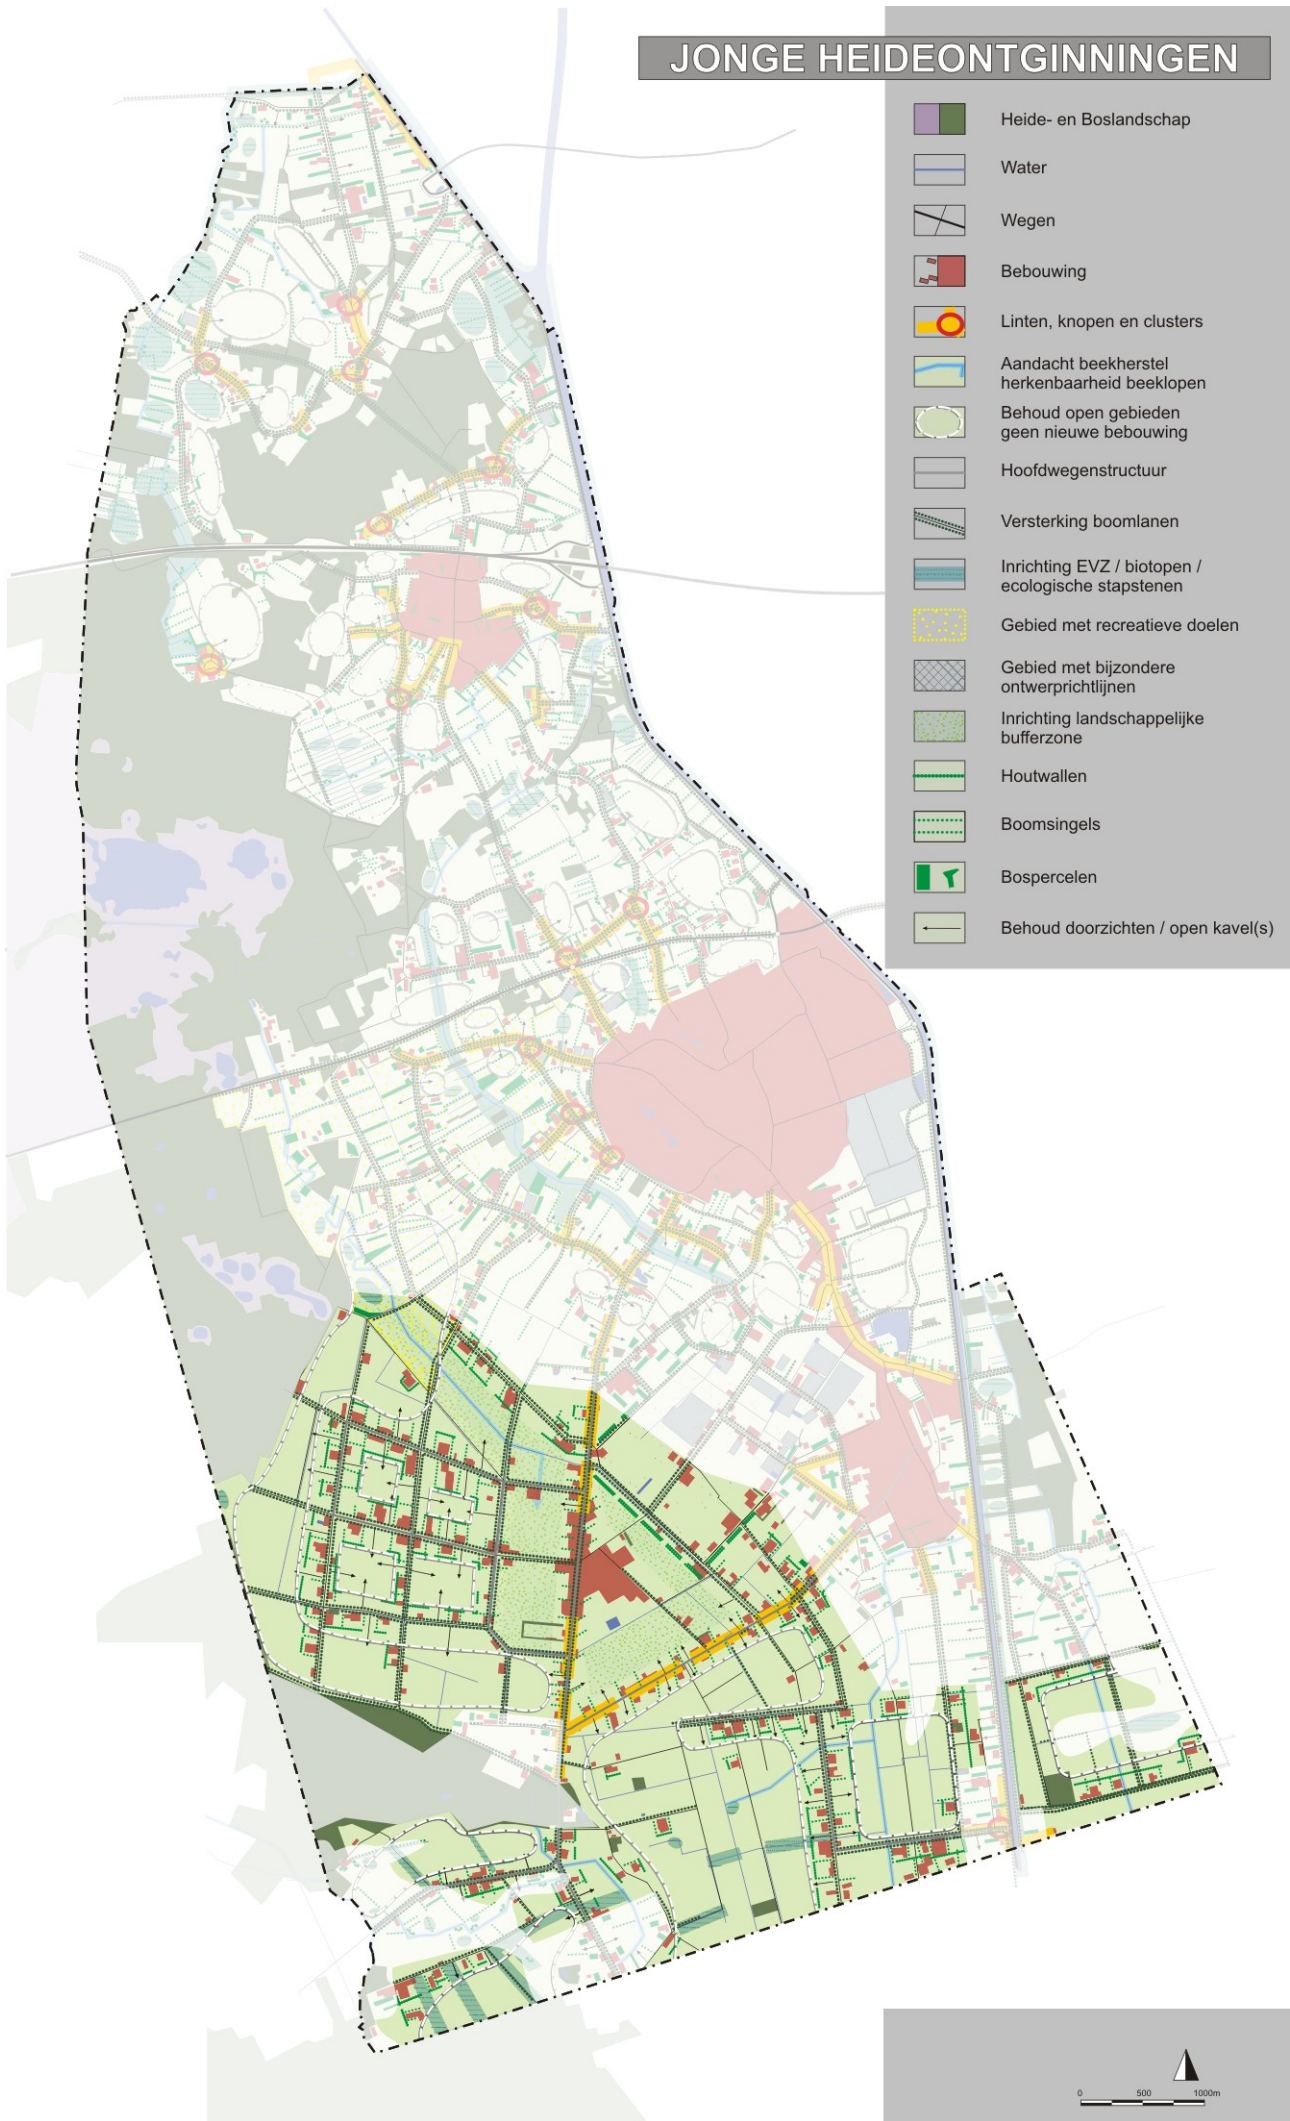 JONGE HEIDEONTGINNINGEN
Heide- en Boslandschap
Water
Wegen
Bebouwing
Linten, knopen en clusters
Aandacht beekherstel
herkenbaarheid beeklopen
Behoud open gebieden
geen nieuwe bebouwing
Hoofdwegenstructuur
Versterking boomlanen
Inrichting EVZ / biotopen /
ecologische stapstenen
Gebied met recreatieve doelen
Gebied met bijzondere
ontwerprichtlijnen
Inrichting landschappelijke
bufferzone
Houtwallen
Boomsingels
Bospercelen
Behoud doorzichten / open kavel(s)
0 500 1000m